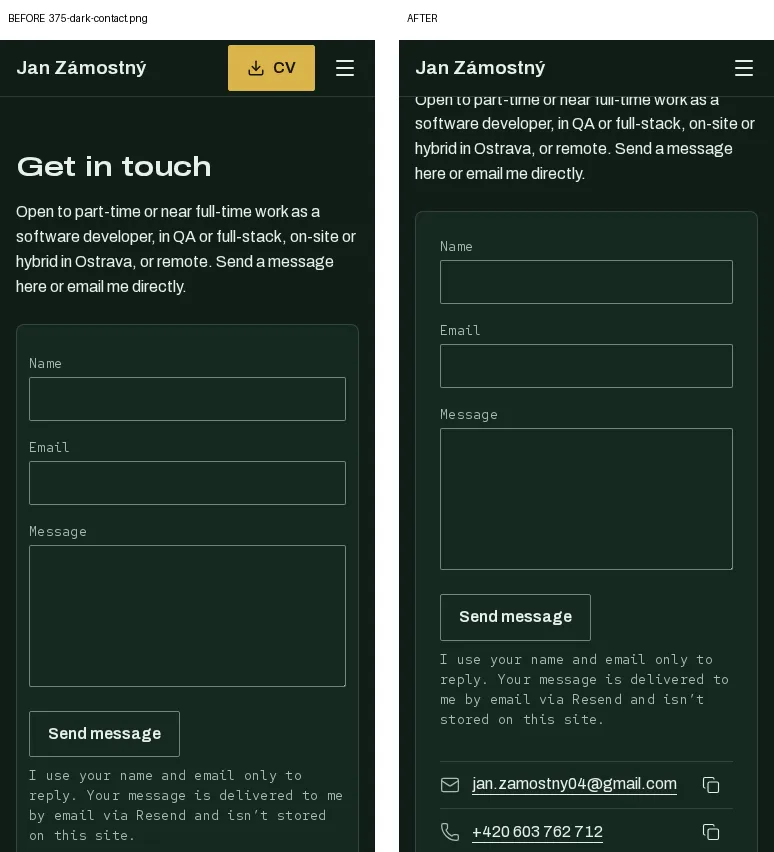 BEFORE 375-dark-contact.png
Jan Zámostný
CV
Get in touch
Open to part-time or near full-time work as a
software developer, in QA or full-stack, on-site or
hybrid in Ostrava, or remote. Send a message
here or email me directly.
Name
Email
Message
Send message
I use your name and email only to
reply. Your message is delivered to me
by email via Resend and isn’t stored
on this site.
AFTER
Jan Zámostný
Open to part-time or near full-time work as a
software developer, in QA or full-stack, on-site or
hybrid in Ostrava, or remote. Send a message
here or email me directly.
Name
Email
Message
Send message
I use your name and email only to
reply. Your message is delivered to
me by email via Resend and isn’t
stored on this site.
jan.zamostny04@gmail.com
+420 603 762 712